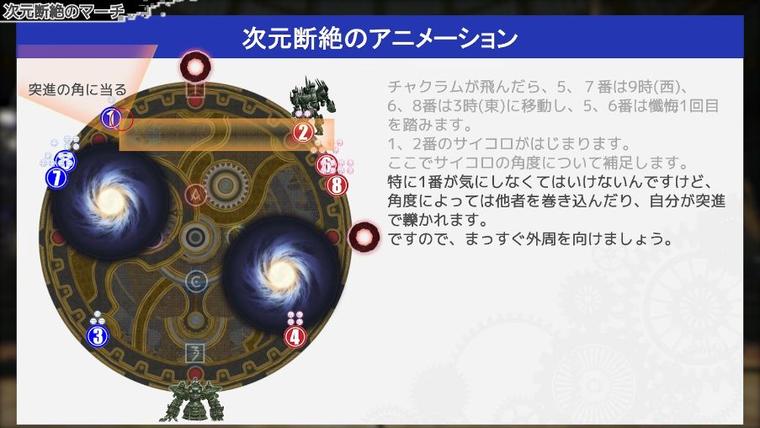 次元断絶のマーチ
次元断絶のアニメーション
突進の角に当る
チャクラムが飛んだら、5、7番は9時(西)、
6、8番は3時(東)に移動し、5、6番は懺悔1回目
を踏みます。
1、2番のサイコロがはじまります。
ここでサイコロの角度について補足します。
特に1番が気にしなくてはいけないんですけど、
角度によっては他者を巻き込んだり、自分が突進
で轢かれます。
ですので、まっすぐ外周を向けましょう。
1
2
6
7
8
A
C
3
4